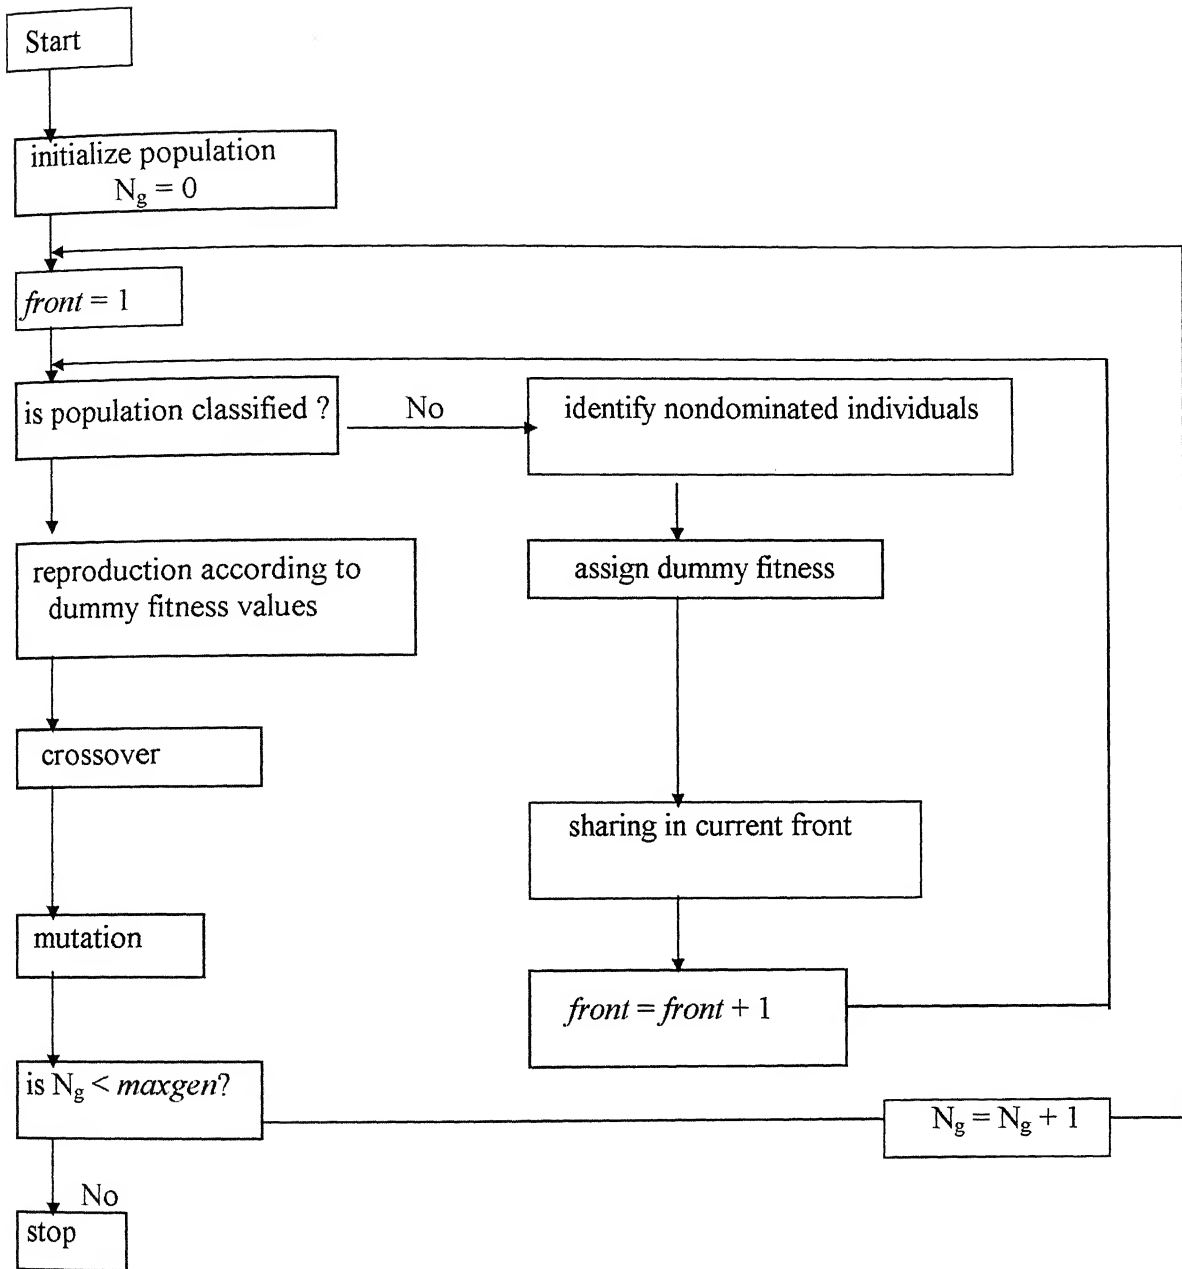 Start
initialize population
N_g = 0
front = 1
is population classified ?
No
identify nondominated individuals
reproduction according to
dummy fitness values
assign dummy fitness
crossover
sharing in current front
mutation
front = front + 1
is N_g < maxgen?
N_g = N_g + 1
No
stop